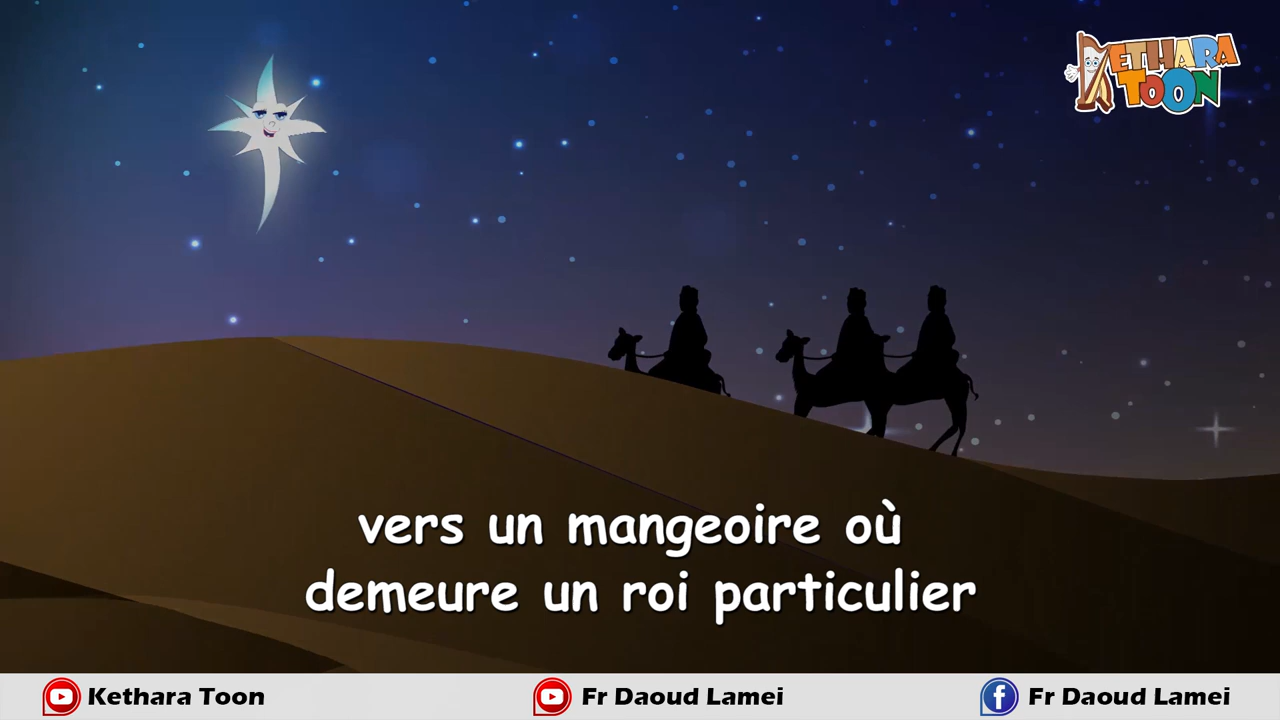 KETHARA
TOON
vers un mangeoire où
demeure un roi particulier
Kethara Toon
Fr Daoud Lamei
Fr Daoud Lamei